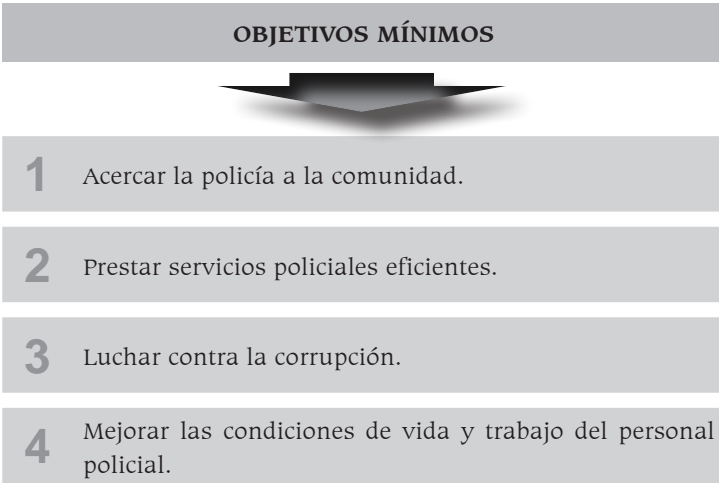 OBJETIVOS MÍNIMOS
1 Acercar la policía a la comunidad.
2 Prestar servicios policiales eficientes.
3 Luchar contra la corrupción.
4 Mejorar las condiciones de vida y trabajo del personal
policial.